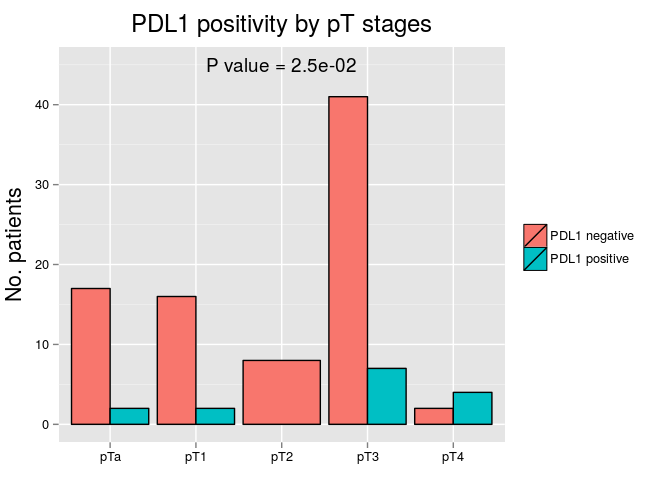 PDL1 positivity by pT stages
P value = 2.5e-02
No. patients
40
30
20
10
0
pTa pT1 pT2 pT3 pT4
PDL1 negative
PDL1 positive